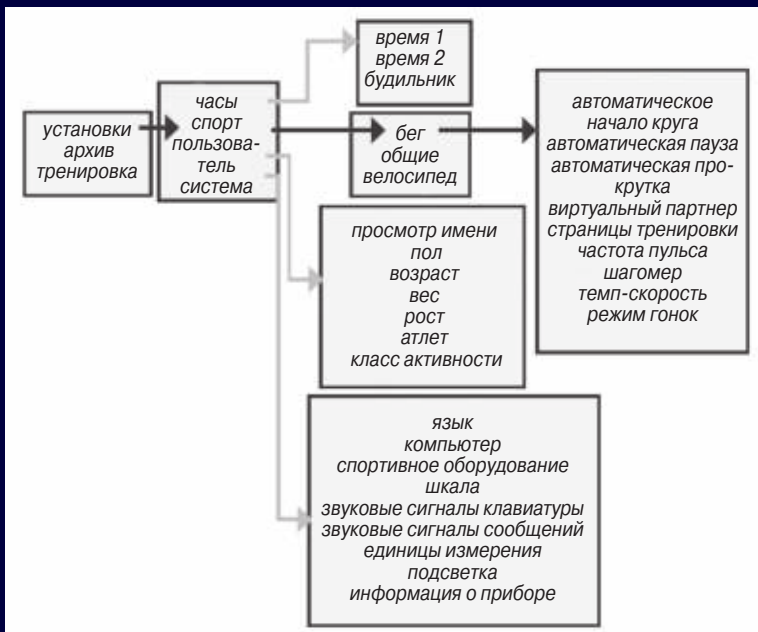 установки
архив
тренировка
часы
спорт
пользова-
тель
система
время 1
время 2
будильник
бег
общие
велосипед
автоматическое
начало круга
автоматическая пауза
автоматическая про-
крутка
виртуальный партнер
страницы тренировки
частота пульса
шагомер
темп-скорость
режим гонок
просмотр имени
пол
возраст
вес
рост
атлет
класс активности
язык
компьютер
спортивное оборудование
шкала
звуковые сигналы клавиатуры
звуковые сигналы сообщений
единицы измерения
подсветка
информация о приборе